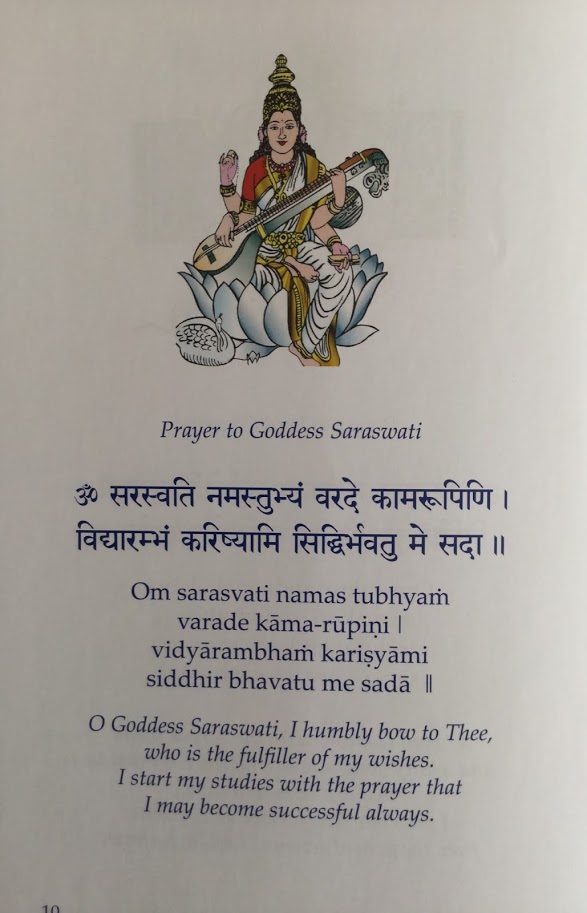 Prayer to Goddess Saraswati
ॐ सरस्वति नमस्तुभ्यं वरदे कामरूपिणि ।
विद्यारम्भं करिष्यामि सिद्धिर्भवतु मे सदा ॥
Om sarasvati namas tubhyaṁ
varade kāma-rūpiṇi |
vidyārambhaṁ kariṣyāmi
siddhir bhavatu me sadā ॥
O Goddess Saraswati, I humbly bow to Thee,
who is the fulfiller of my wishes.
I start my studies with the prayer that
I may become successful always.
10